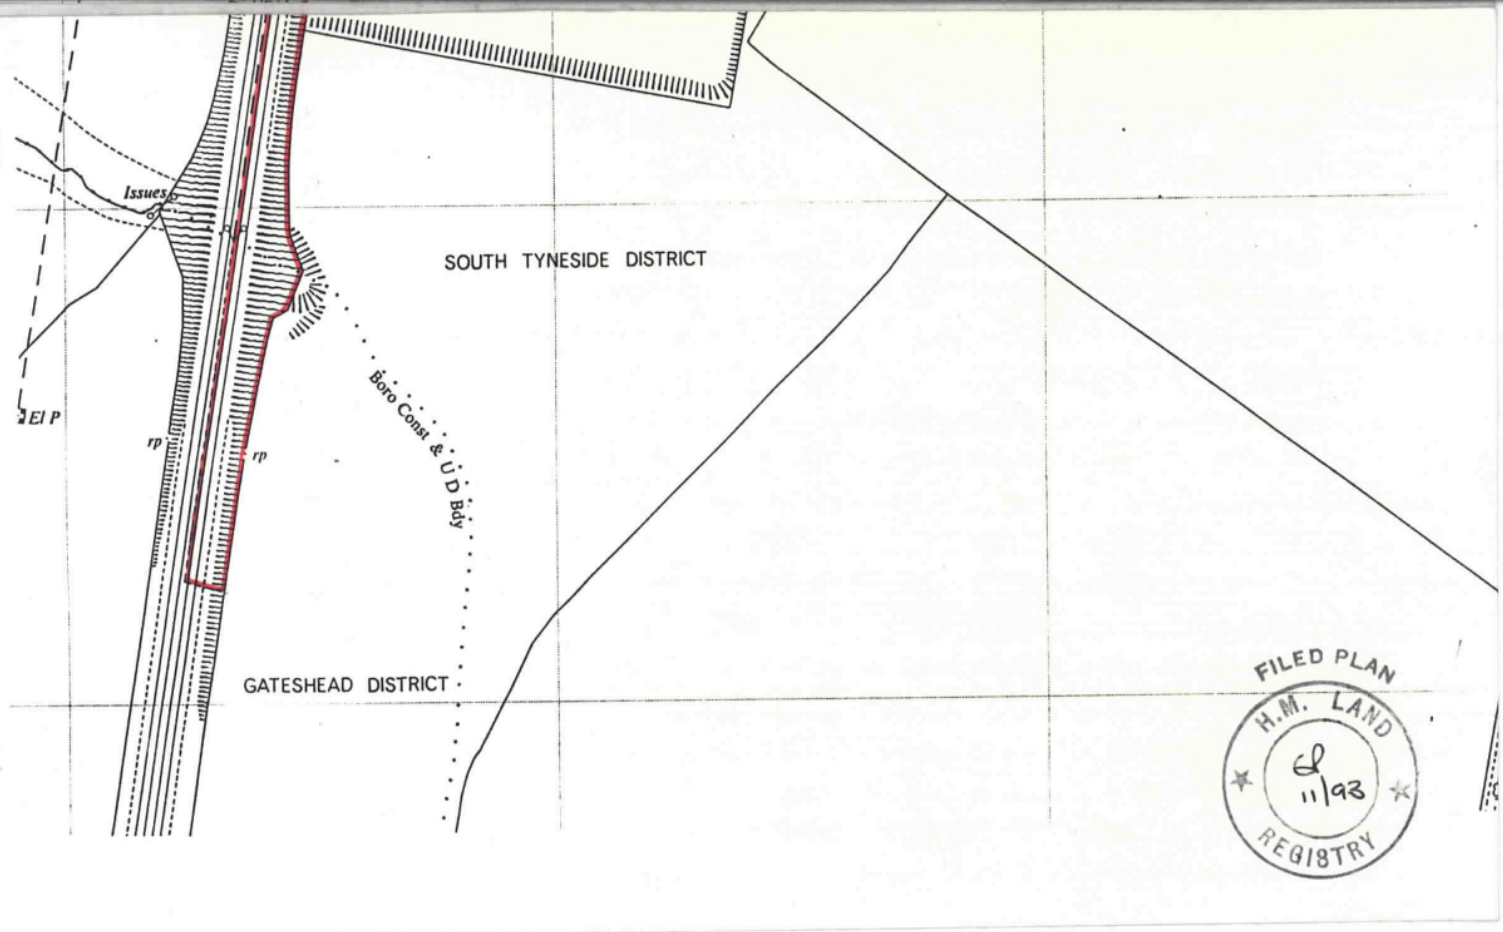 Issues
SOUTH TYNESIDE DISTRICT
El P
rp
rp
Boro Const & U D Bdy
GATESHEAD DISTRICT
FILED PLAN
H.M. LAND
11/93
REGISTRY